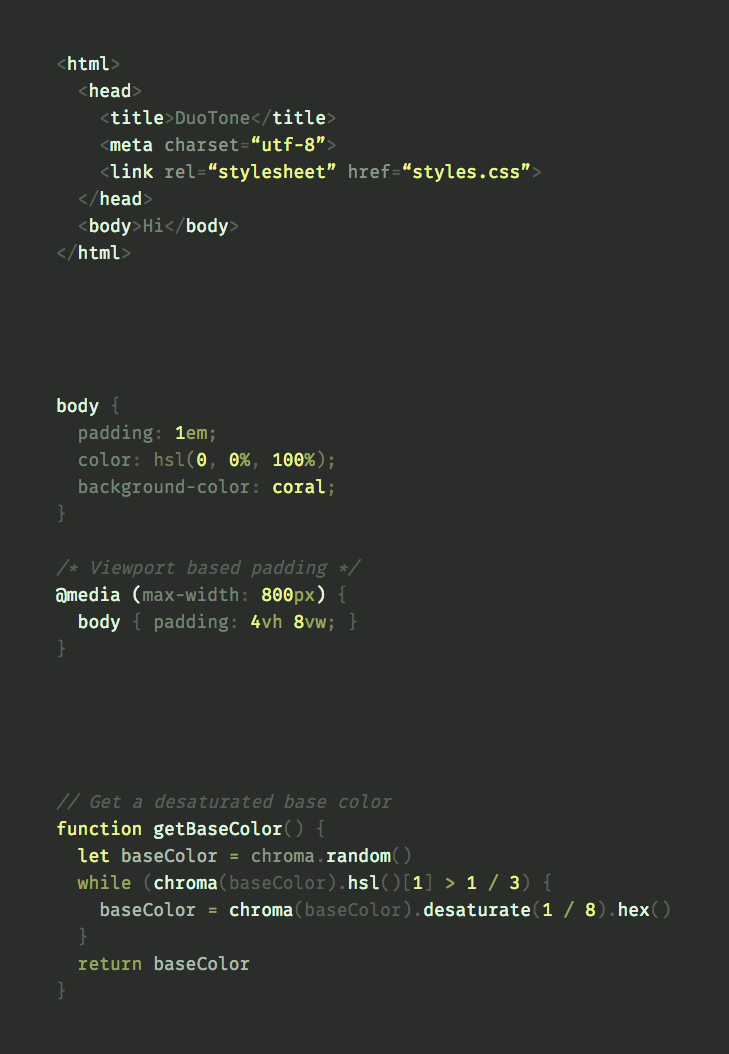 <html>
  <head>
    <title>DuoTone</title>
    <meta charset=“utf-8”>
    <link rel=“stylesheet” href=“styles.css”>
  </head>
  <body>Hi</body>
</html>
body {
  padding: 1em;
  color: hsl(0, 0%, 100%);
  background-color: coral;
}
/* Viewport based padding */
@media (max-width: 800px) {
  body { padding: 4vh 8vw; }
}
// Get a desaturated base color
function getBaseColor() {
  let baseColor = chroma.random()
  while (chroma(baseColor).hsl()[1] > 1 / 3) {
    baseColor = chroma(baseColor).desaturate(1 / 8).hex()
  }
  return baseColor
}